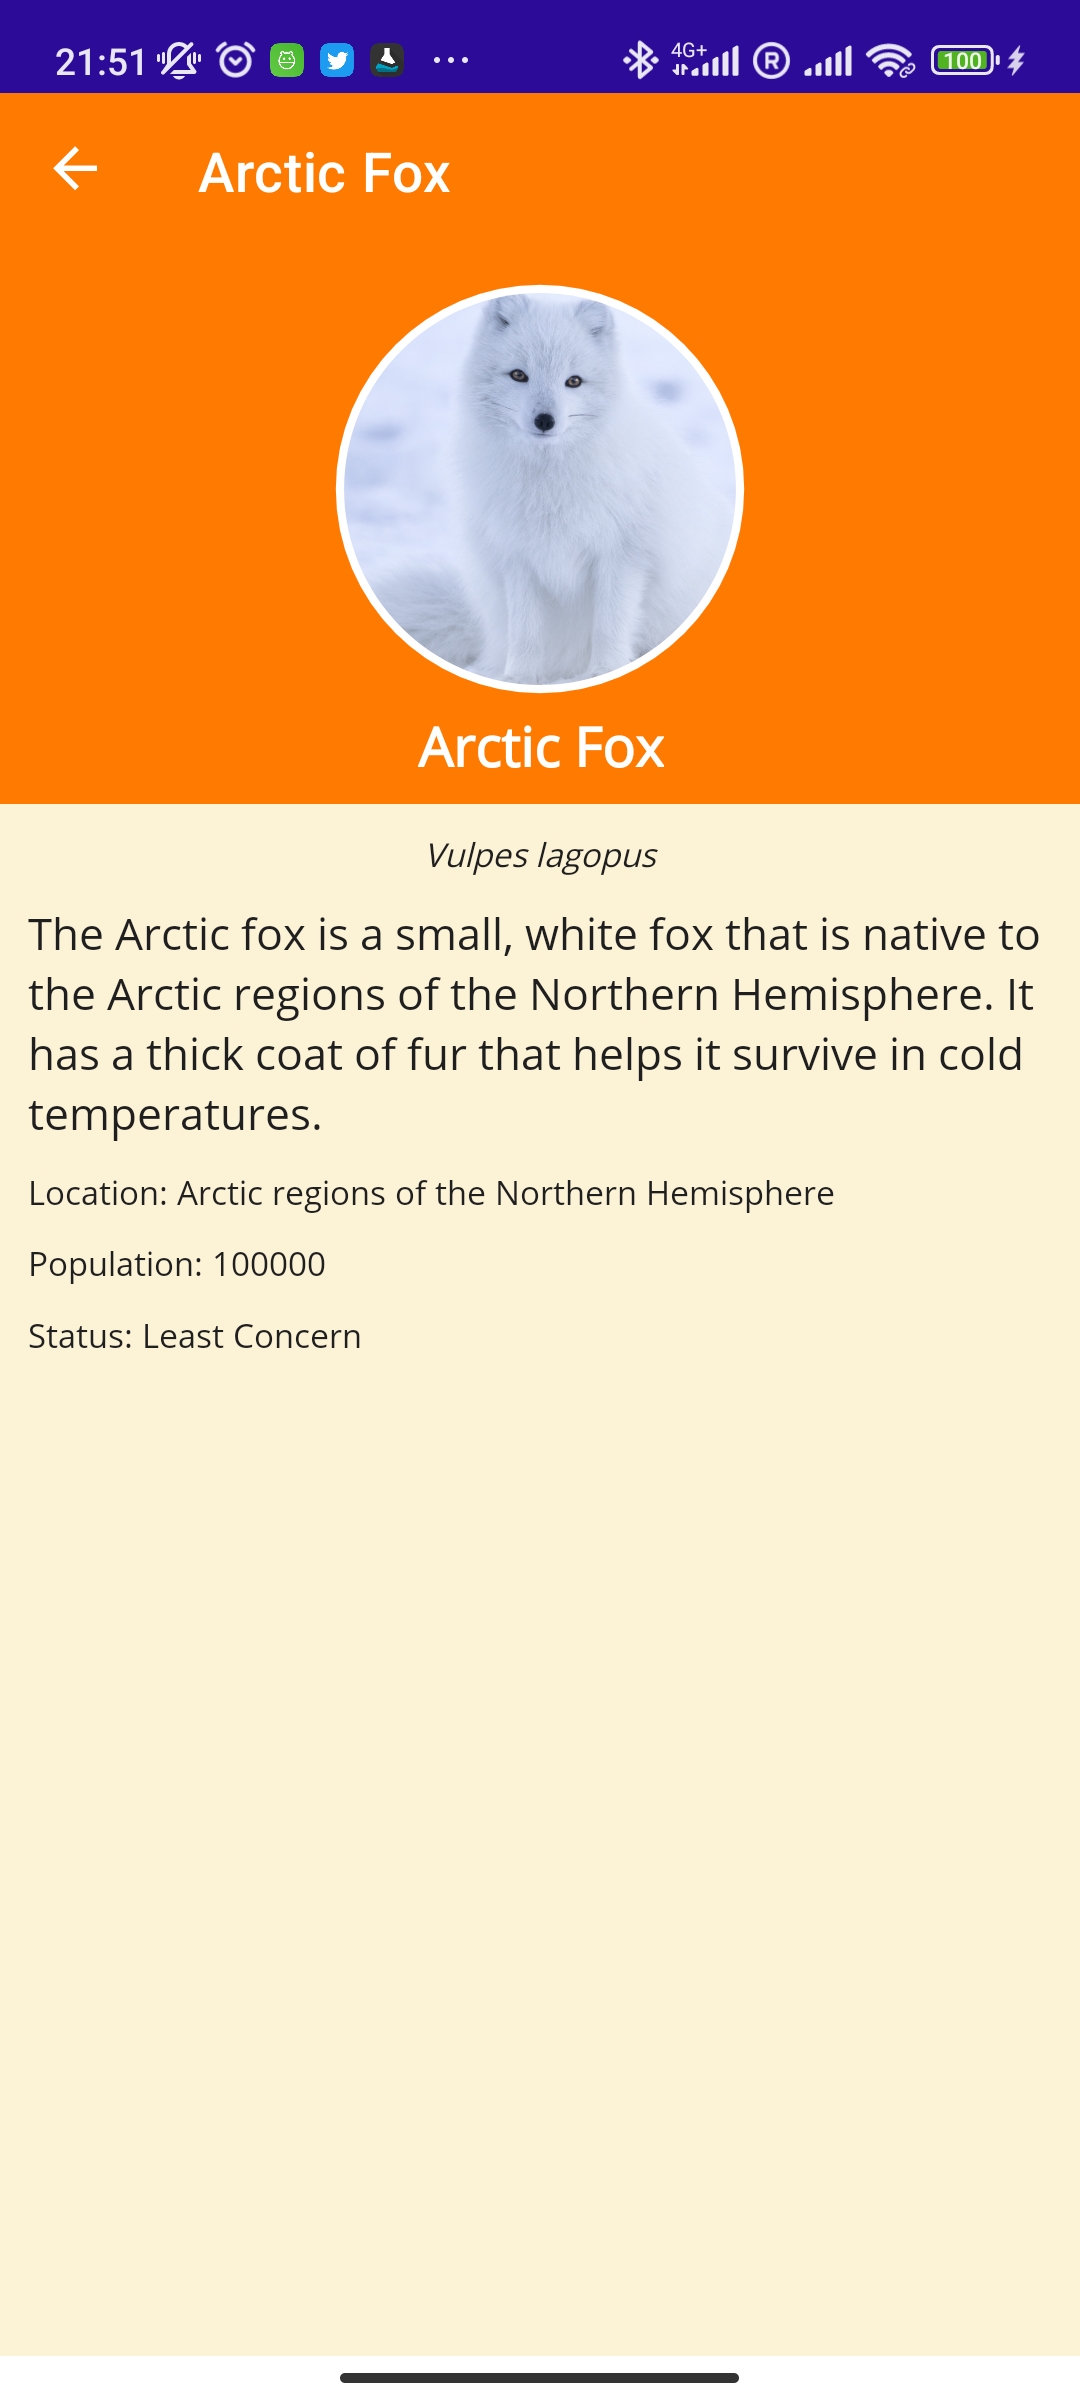 21:51
4G+
R
100
Arctic Fox
Arctic Fox
Vulpes lagopus
The Arctic fox is a small, white fox that is native to
the Arctic regions of the Northern Hemisphere. It
has a thick coat of fur that helps it survive in cold
temperatures.
Location: Arctic regions of the Northern Hemisphere
Population: 100000
Status: Least Concern